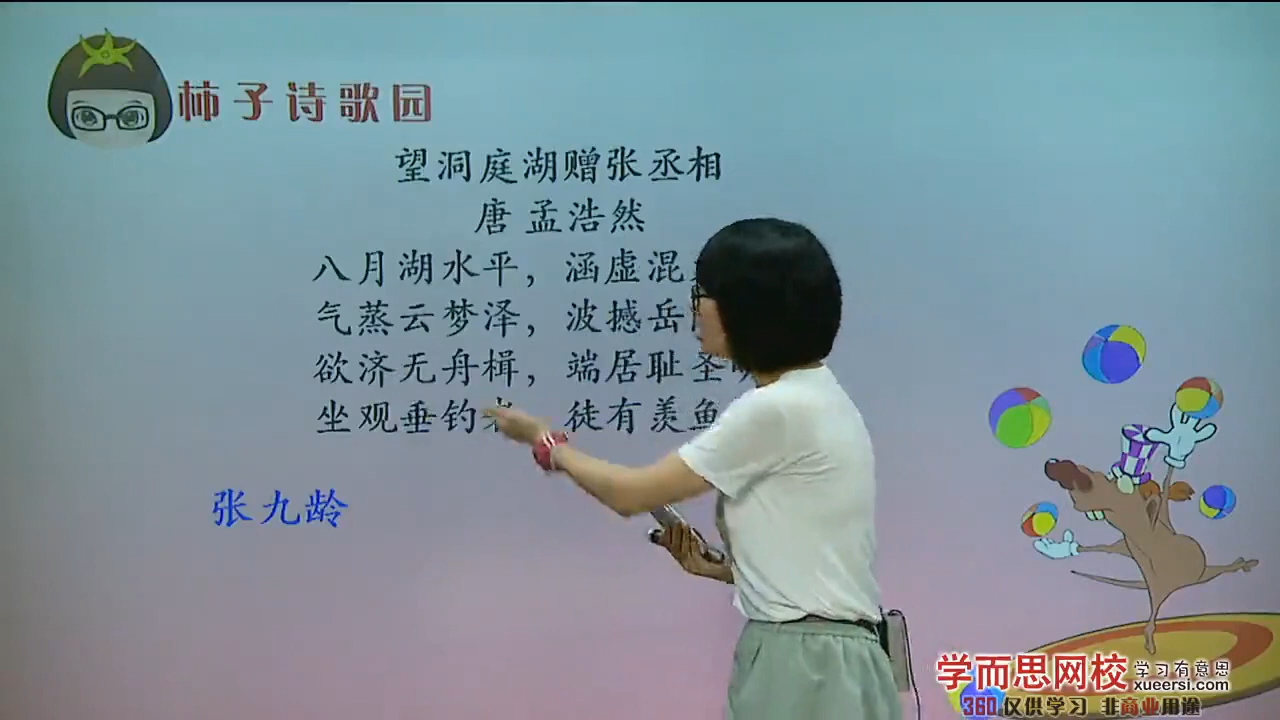 柿子诗歌园
望洞庭湖赠张丞相
唐 孟浩然
八月湖水平，涵虚混
气蒸云梦泽，波撼岳
欲济无舟楫，端居耻圣
坐观垂钓 徒有羡鱼
张九龄
学而思网校 学习有意思
xueersi.com
360 仅供学习 非商业用途